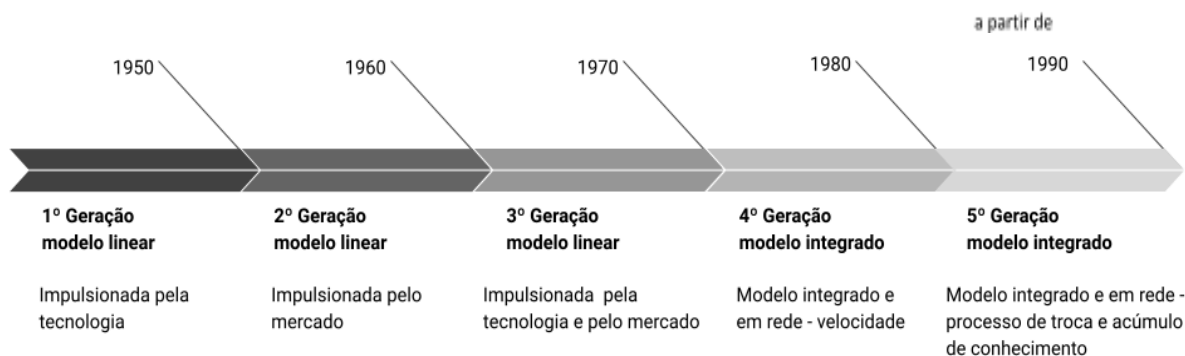 a partir de
1950
1960
1970
1980
1990
1º Geração
modelo linear
Impulsionada pela
tecnologia
2º Geração
modelo linear
Impulsionada pelo
mercado
3º Geração
modelo linear
Impulsionada pela
tecnologia e pelo mercado
4º Geração
modelo integrado
Modelo integrado e
em rede - velocidade
5º Geração
modelo integrado
Modelo integrado e em rede -
processo de troca e acúmulo
de conhecimento